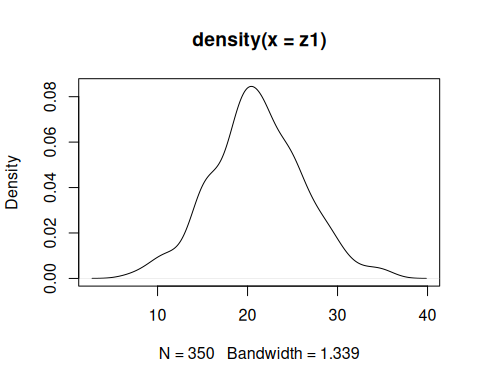 density(x = z1)
Density
0.08
0.06
0.04
0.02
0.00
10 20 30 40
N = 350 Bandwidth = 1.339